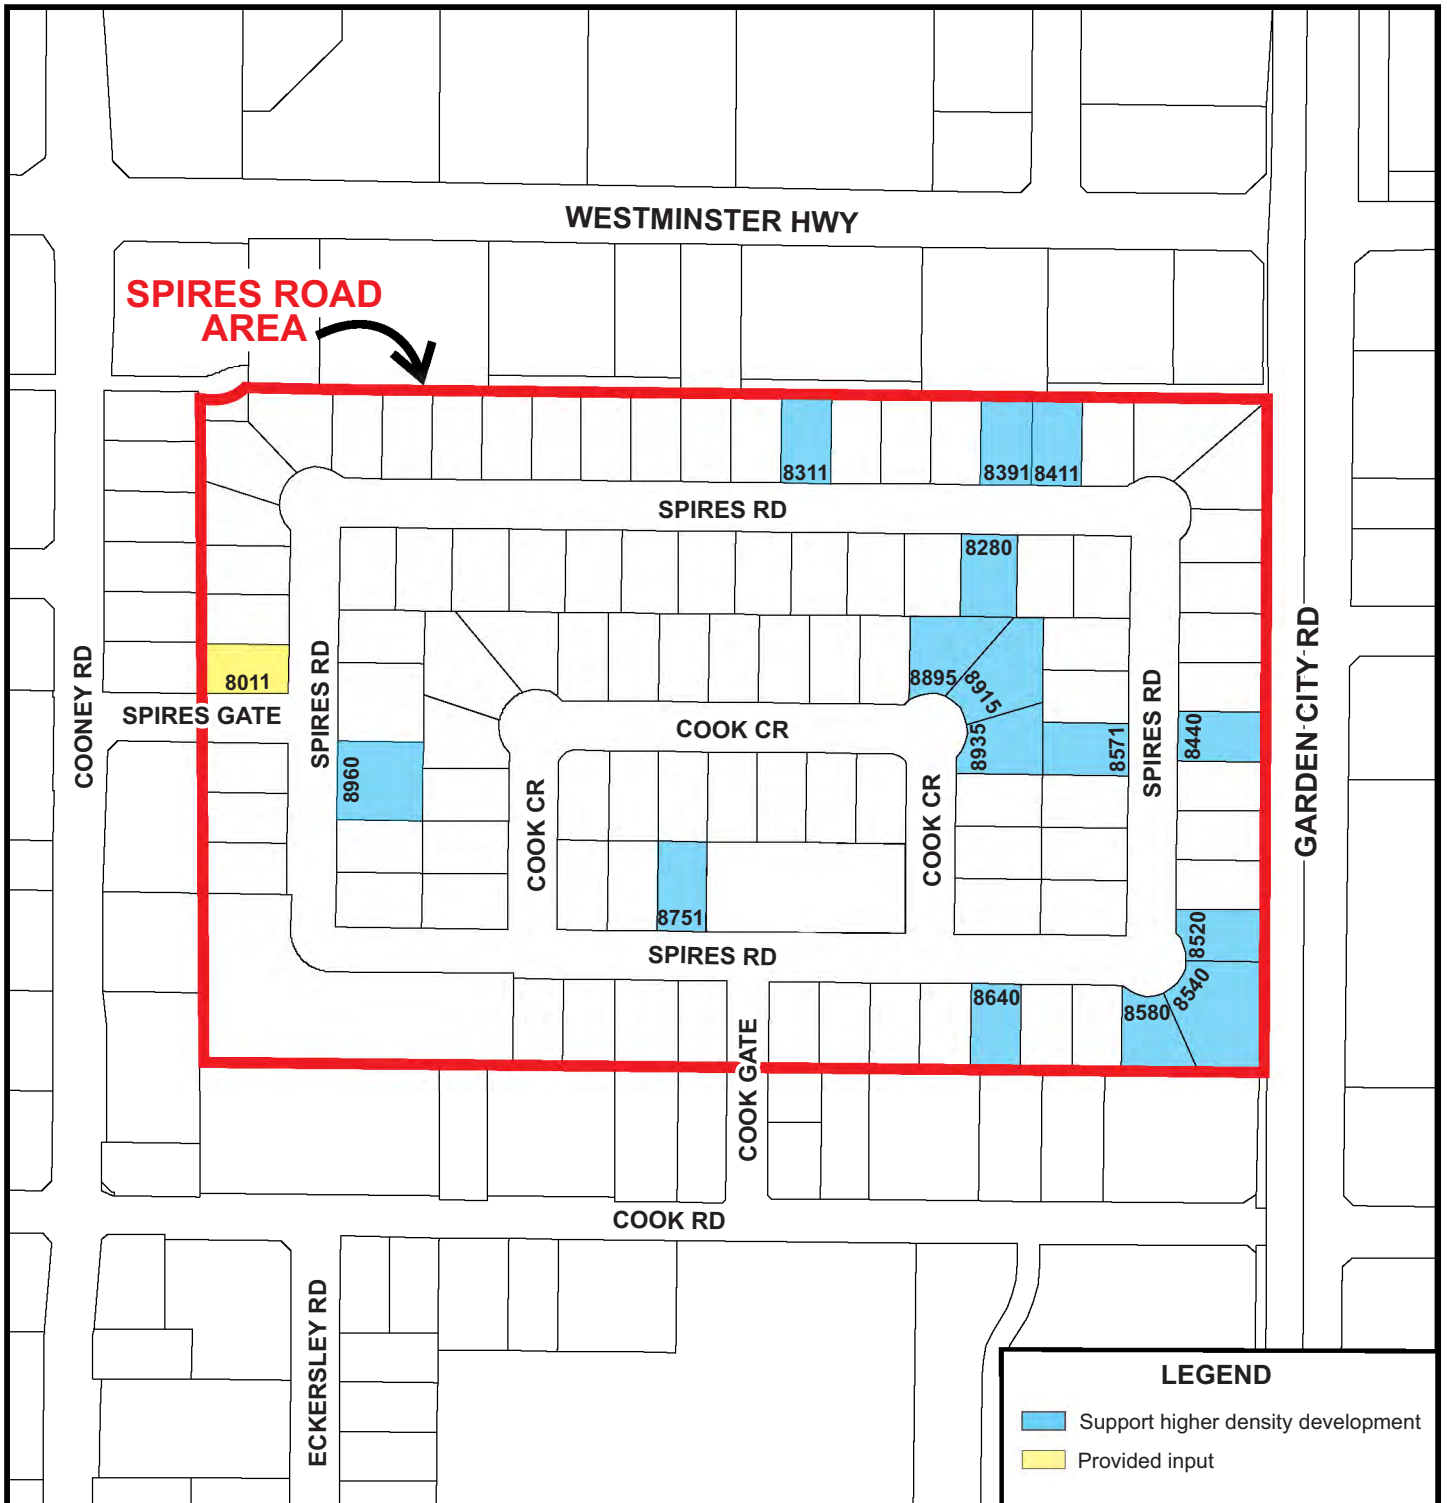 WESTMINSTER HWY
SPIRES ROAD
AREA
8311
8391
8411
SPIRES RD
8280
GARDEN CITY RD
COONEY RD
SPIRES RD
8011
SPIRES GATE
8895
8915
8935
COOK CR
8571
SPIRES RD
8440
8960
COOK CR
COOK CR
8751
8520
SPIRES RD
8540
8640
8580
COOK GATE
COOK RD
ECKERSLEY RD
LEGEND
Support higher density development
Provided input